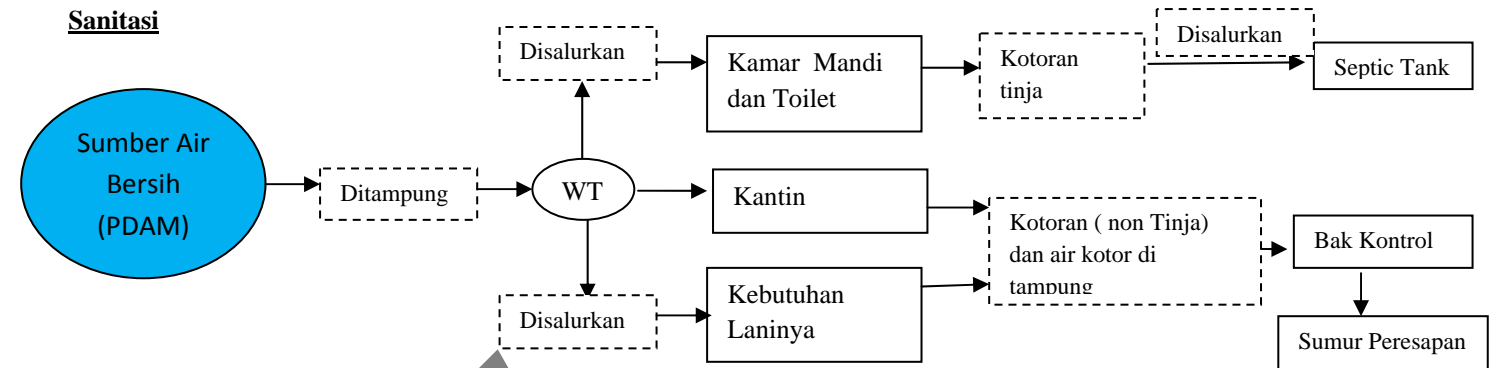 Sanitasi
Sumber Air
Bersih
(PDAM)
Ditampung
WT
Disalurkan
Kamar Mandi
dan Toilet
Kotoran
tinja
Disalurkan
Septic Tank
Kantin
Disalurkan
Kebutuhan
Laninya
Kotoran ( non Tinja)
dan air kotor di
tampung
Bak Kontrol
Sumur Peresapan